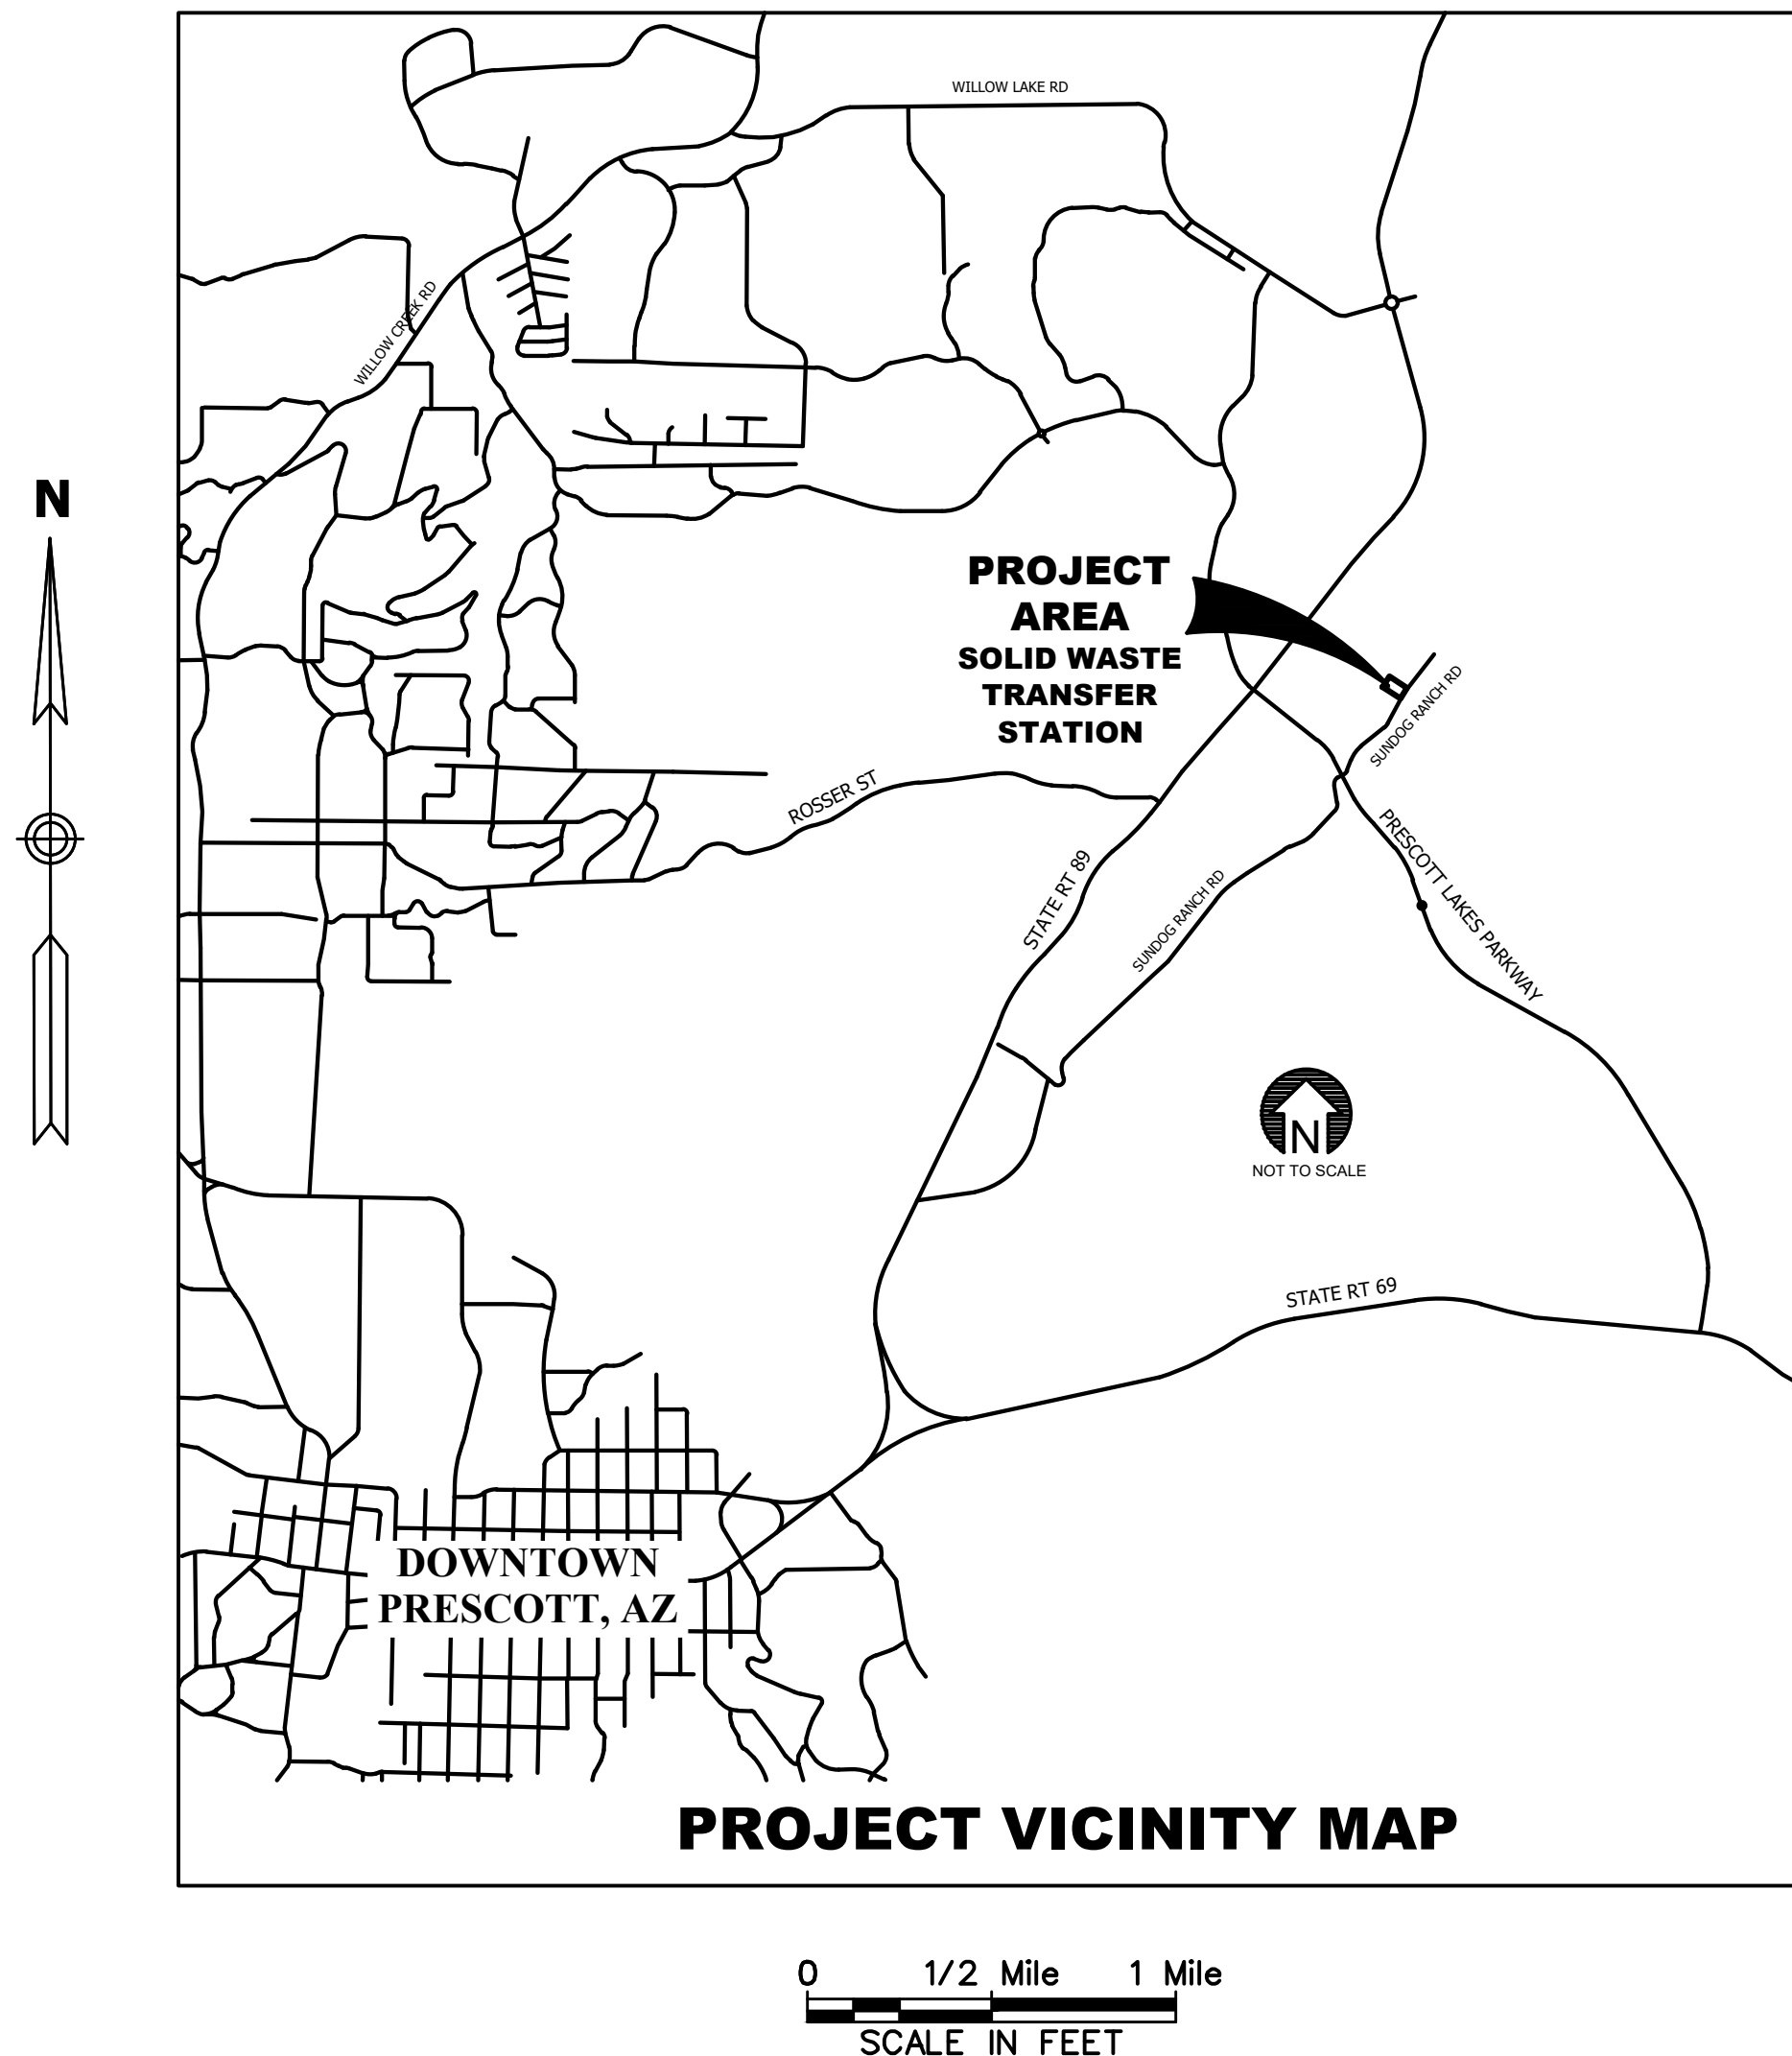 WILLOW LAKE RD
WILLOW CREEK RD
N
PROJECT
AREA
SOLID WASTE
TRANSFER
STATION
SUNDOG RANCH RD
ROSSER ST
STATE RT 89
SUNDOG RANCH RD
PRESCOTT LAKES PARKWAY
N
NOT TO SCALE
STATE RT 69
DOWNTOWN
PRESCOTT, AZ
PROJECT VICINITY MAP
0 1/2 Mile 1 Mile
SCALE IN FEET